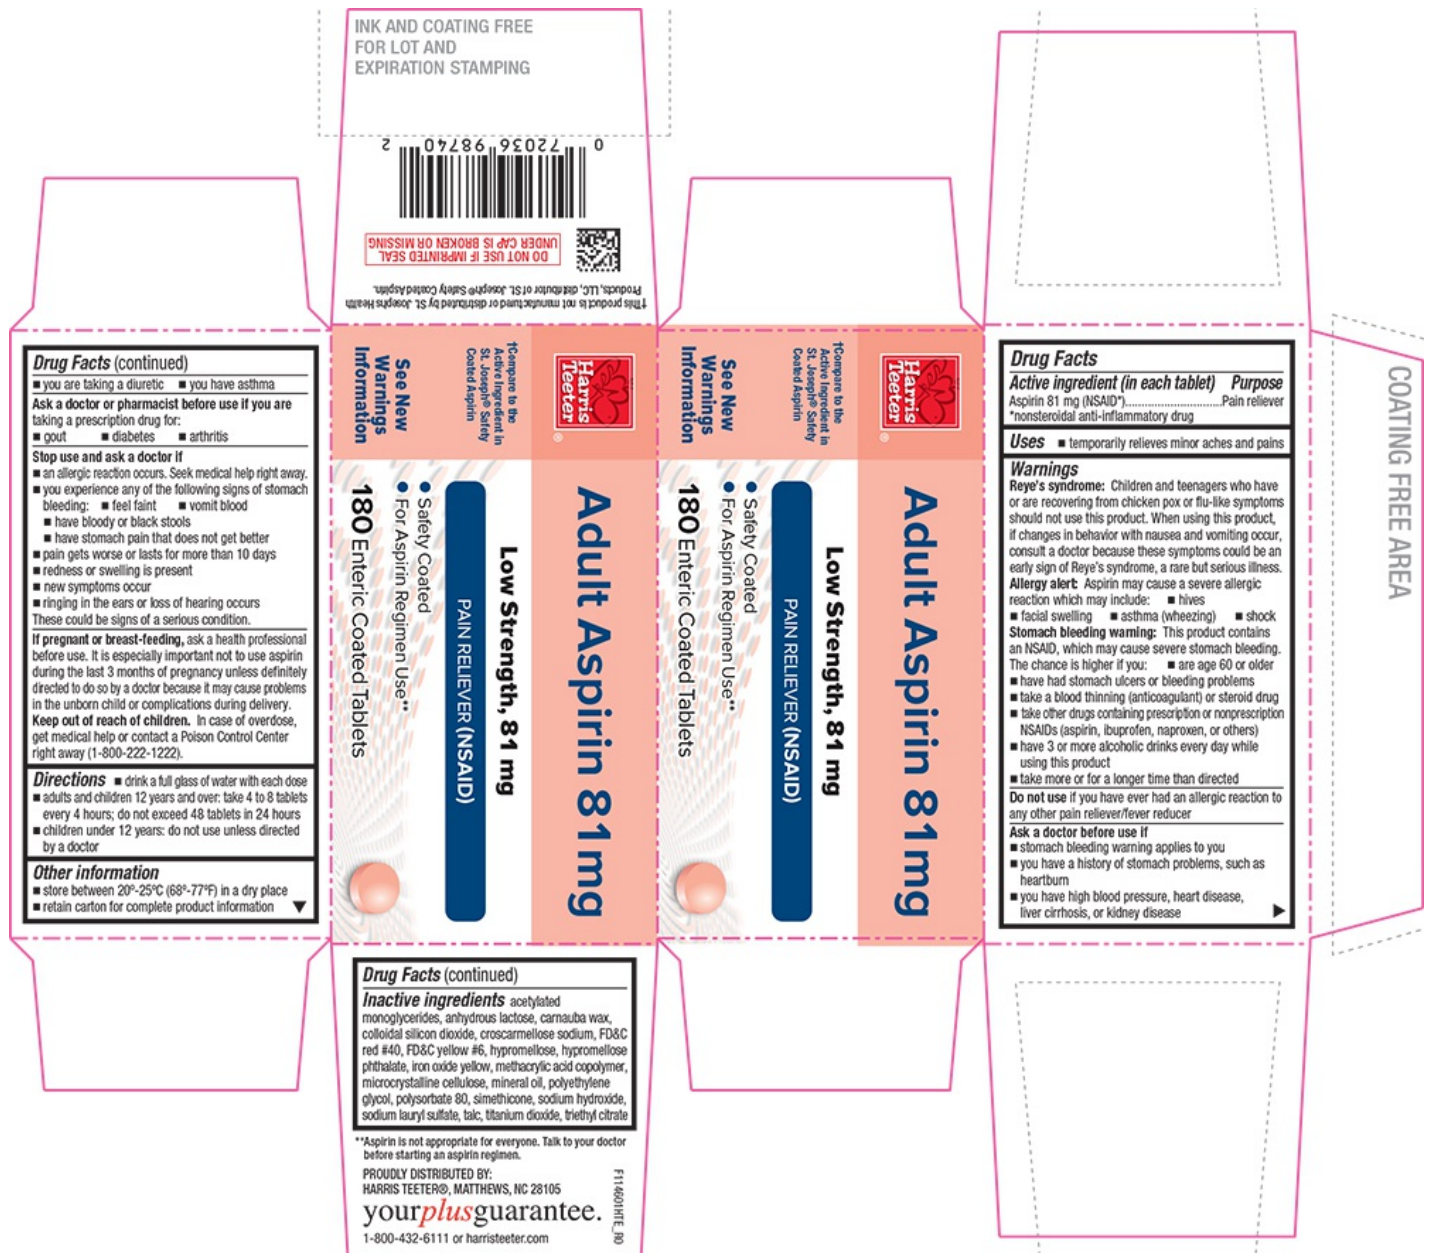 INK AND COATING FREE
FOR LOT AND
EXPIRATION STAMPING
0 72036 98740 2
DO NOT USE IF IMPRINTED SEAL
UNDER CAP IS BROKEN OR MISSING
†This product is not manufactured or distributed by St. Josephs Health
Products, LLC, distributor of St. Joseph® Safety Coated Aspirin.
Drug Facts (continued)
■ you are taking a diuretic ■ you have asthma
Ask a doctor or pharmacist before use if you are
taking a prescription drug for:
■ gout ■ diabetes ■ arthritis
Stop use and ask a doctor if
■ an allergic reaction occurs. Seek medical help right away.
■ you experience any of the following signs of stomach
bleeding: ■ feel faint ■ vomit blood
■ have bloody or black stools
■ have stomach pain that does not get better
■ pain gets worse or lasts for more than 10 days
■ redness or swelling is present
■ new symptoms occur
■ ringing in the ears or loss of hearing occurs
These could be signs of a serious condition.
If pregnant or breast-feeding, ask a health professional
before use. It is especially important not to use aspirin
during the last 3 months of pregnancy unless definitely
directed to do so by a doctor because it may cause problems
in the unborn child or complications during delivery.
Keep out of reach of children. In case of overdose,
get medical help or contact a Poison Control Center
right away (1-800-222-1222).
Directions ■ drink a full glass of water with each dose
■ adults and children 12 years and over: take 4 to 8 tablets
every 4 hours; do not exceed 48 tablets in 24 hours
■ children under 12 years: do not use unless directed
by a doctor
Other information
■ store between 20º-25ºC (68º-77ºF) in a dry place
■ retain carton for complete product information ▼
Harris
Teeter
®
†Compare to the
Active Ingredient in
St. Joseph® Safety
Coated Aspirin
See New
Warnings
Information
Adult Aspirin 81 mg
Low Strength, 81 mg
PAIN RELIEVER (NSAID)
• Safety Coated
• For Aspirin Regimen Use**
180 Enteric Coated Tablets
Harris
Teeter
®
†Compare to the
Active Ingredient in
St. Joseph® Safety
Coated Aspirin
See New
Warnings
Information
Adult Aspirin 81 mg
Low Strength, 81 mg
PAIN RELIEVER (NSAID)
• Safety Coated
• For Aspirin Regimen Use**
180 Enteric Coated Tablets
Drug Facts
Active ingredient (in each tablet) Purpose
Aspirin 81 mg (NSAID*)..............................Pain reliever
*nonsteroidal anti-inflammatory drug
Uses ■ temporarily relieves minor aches and pains
Warnings
Reye's syndrome: Children and teenagers who have
or are recovering from chicken pox or flu-like symptoms
should not use this product. When using this product,
if changes in behavior with nausea and vomiting occur,
consult a doctor because these symptoms could be an
early sign of Reye's syndrome, a rare but serious illness.
Allergy alert: Aspirin may cause a severe allergic
reaction which may include: ■ hives
■ facial swelling ■ asthma (wheezing) ■ shock
Stomach bleeding warning: This product contains
an NSAID, which may cause severe stomach bleeding.
The chance is higher if you: ■ are age 60 or older
■ have had stomach ulcers or bleeding problems
■ take a blood thinning (anticoagulant) or steroid drug
■ take other drugs containing prescription or nonprescription
NSAIDs (aspirin, ibuprofen, naproxen, or others)
■ have 3 or more alcoholic drinks every day while
using this product
■ take more or for a longer time than directed
Do not use if you have ever had an allergic reaction to
any other pain reliever/fever reducer
Ask a doctor before use if
■ stomach bleeding warning applies to you
■ you have a history of stomach problems, such as
heartburn
■ you have high blood pressure, heart disease,
liver cirrhosis, or kidney disease ▶
COATING FREE AREA
Drug Facts (continued)
Inactive ingredients acetylated
monoglycerides, anhydrous lactose, carnauba wax,
colloidal silicon dioxide, croscarmellose sodium, FD&C
red #40, FD&C yellow #6, hypromellose, hypromellose
phthalate, iron oxide yellow, methacrylic acid copolymer,
microcrystalline cellulose, mineral oil, polyethylene
glycol, polysorbate 80, simethicone, sodium hydroxide,
sodium lauryl sulfate, talc, titanium dioxide, triethyl citrate
**Aspirin is not appropriate for everyone. Talk to your doctor
before starting an aspirin regimen.
PROUDLY DISTRIBUTED BY:
HARRIS TEETER®, MATTHEWS, NC 28105
yourplusguarantee.
1-800-432-6111 or harristeeter.com
F114601HTE_R0